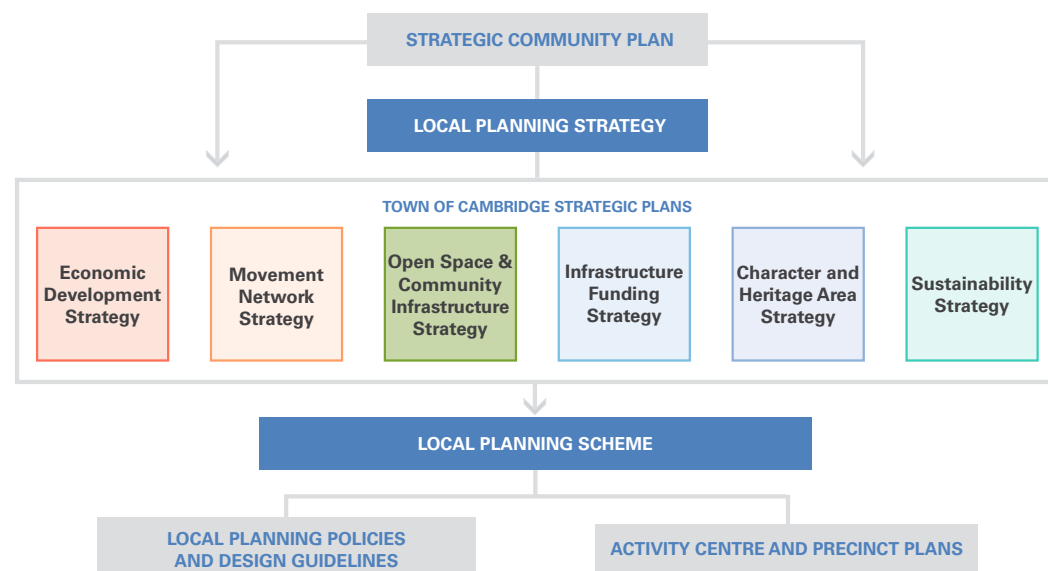 STRATEGIC COMMUNITY PLAN
LOCAL PLANNING STRATEGY
TOWN OF CAMBRIDGE STRATEGIC PLANS
Economic
Development
Strategy
Movement
Network
Strategy
Open Space &
Community
Infrastructure
Strategy
Infrastructure
Funding
Strategy
Character and
Heritage Area
Strategy
Sustainability
Strategy
LOCAL PLANNING SCHEME
LOCAL PLANNING POLICIES
AND DESIGN GUIDELINES
ACTIVITY CENTRE AND PRECINCT PLANS